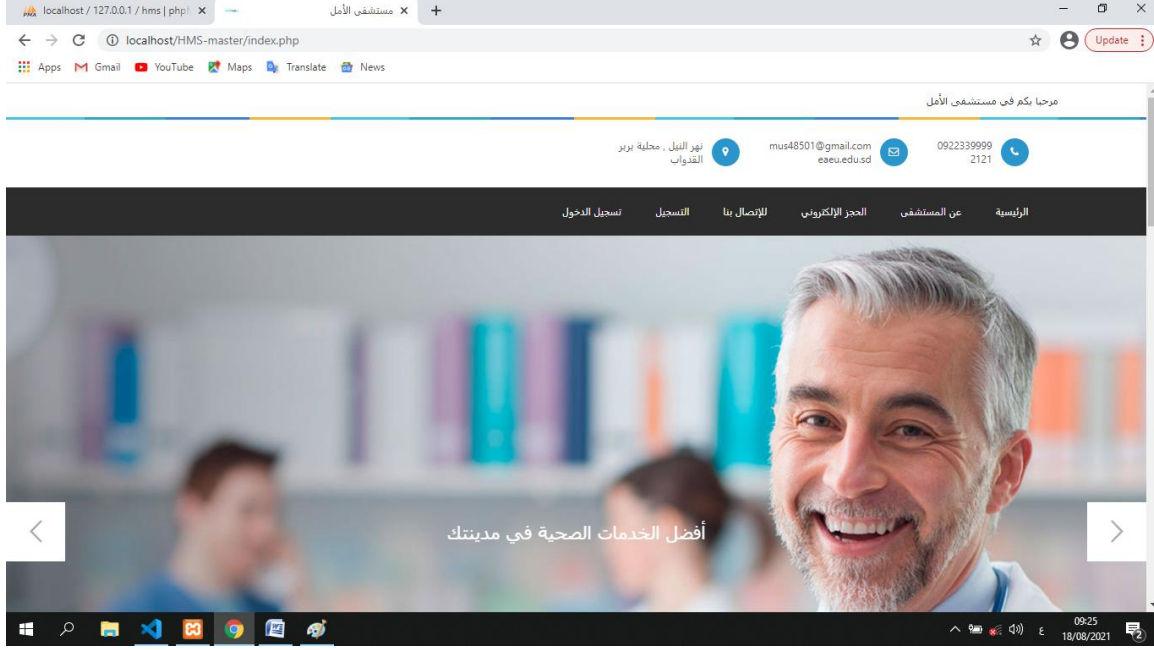 localhost / 127.0.0.1 / hms | php
مستشفى الأمل
localhost/HMS-master/index.php
Update
Apps
Gmail
YouTube
Maps
Translate
News
مرحبا بكم في مستشفى الأمل
0922339999
2121
mus48501@gmail.com
eaeu.edu.sd
نهر النيل , محلية بربر
القدواب
الرئيسية
عن المستشفى
الحجز الإلكتروني
للإتصال بنا
التسجيل
تسجيل الدخول
أفضل الخدمات الصحية في مدينتك
ع
09:25
18/08/2021
2